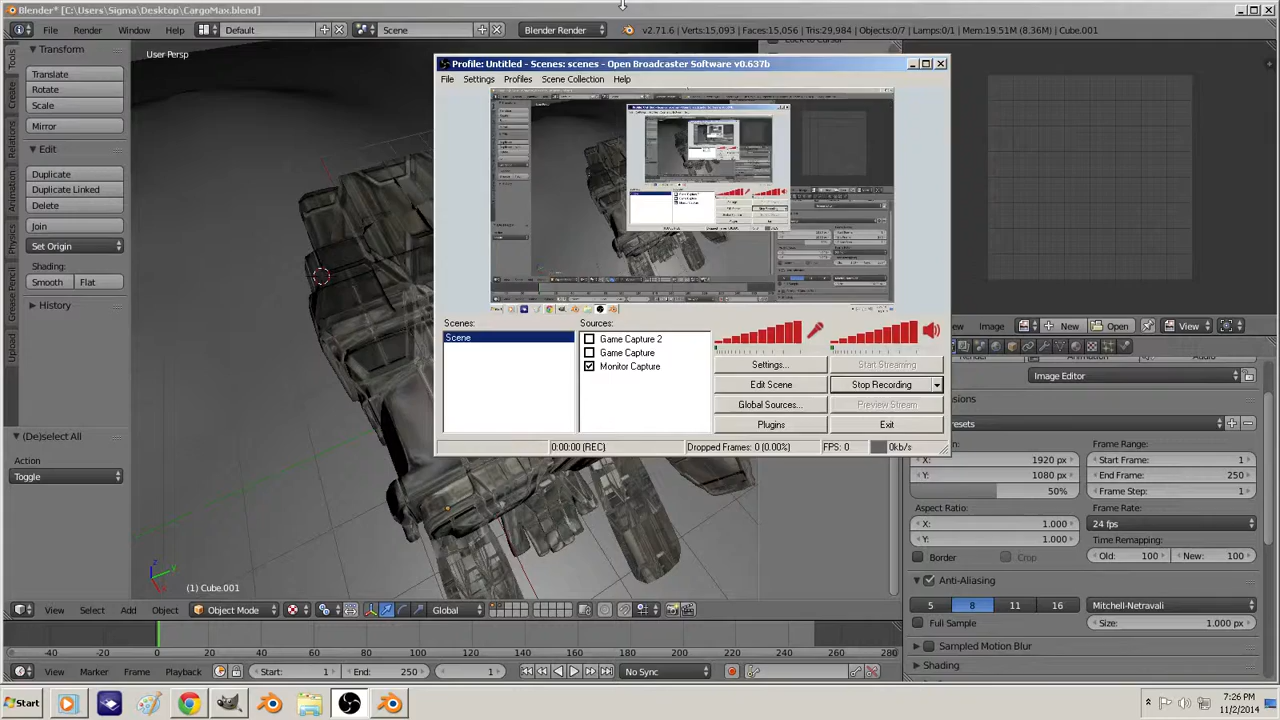 Blender* [C:\Users\Sigma\Desktop\CargoMax.blend]
File Render Window Help Default Scene Blender Render v2.71.6 | Verts:15,093 | Faces:15,056 | Tris:29,984 | Objects:0/7 | Lamps:0/1 | Mem:19.51M (8.36M) | Cube.001
Transform
Translate
Rotate
Scale
Mirror
Edit
Duplicate
Duplicate Linked
Delete
Join
Set Origin
Shading:
Smooth Flat
History
Tools
Create
Relations
Animation
Physics
Grease Pencil
Upload
(De)select All
Action
Toggle
User Persp
(1) Cube.001
Profile: Untitled - Scenes: scenes - Open Broadcaster Software v0.637b
File Settings Profiles Scene Collection Help
Scenes:
Scene
Sources:
Game Capture 2
Game Capture
Monitor Capture
Settings... Start Streaming
Edit Scene Stop Recording
Global Sources... Preview Stream
Plugins Exit
0:00:00 (REC) Dropped Frames: 0 (0.00%) FPS: 0 0kb/s
Image New Open View
Image Editor
X: 1920 px
Y: 1080 px
50%
Aspect Ratio:
X: 1.000
Y: 1.000
Border Crop
Frame Range:
Start Frame: 1
End Frame: 250
Frame Step: 1
Frame Rate:
24 fps
Time Remapping:
Old: 100 New: 100
Anti-Aliasing
5 8 11 16 Mitchell-Netravali
Full Sample Size: 1.000 px
Sampled Motion Blur
Shading:
View Select Add Object Mode Global
-40 -20 0 20 40 60 80 100 120 140 160 180 200 220 240 260 280
View Marker Frame Playback Start: 1 End: 250 1 No Sync
Start
7:26 PM
11/2/2014